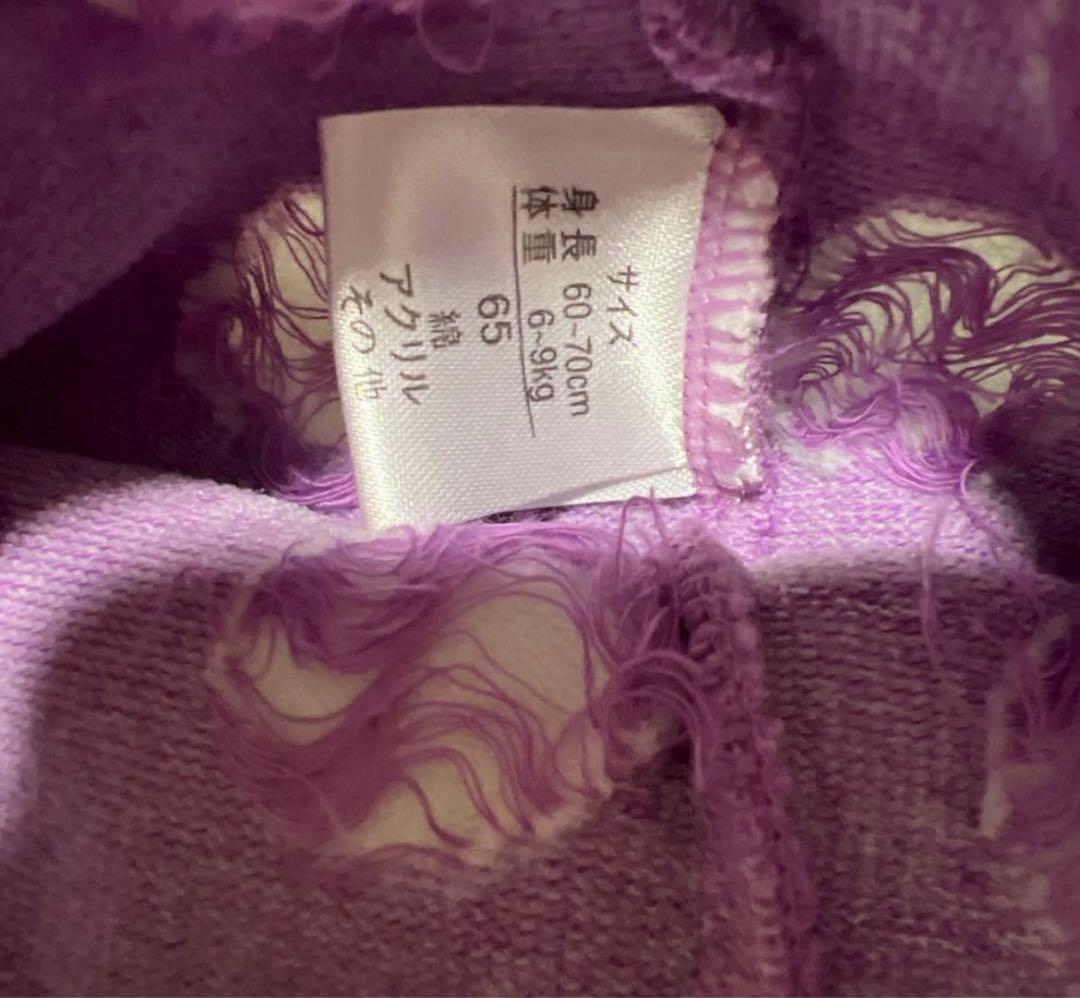 サイズ
身長 60~70cm
体重 6~9kg
65
綿
アクリル
その他